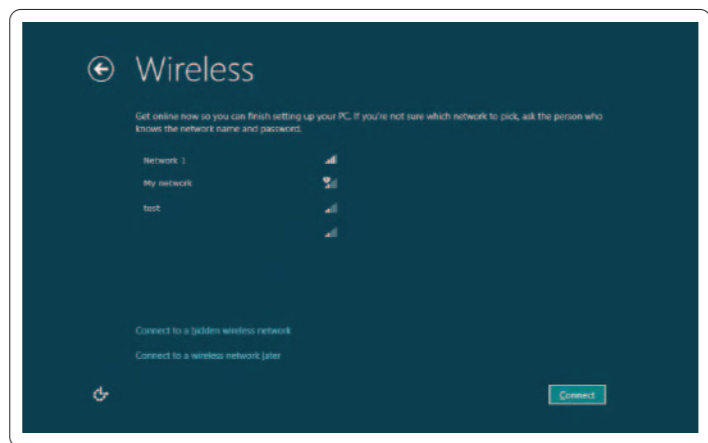 Wireless
Get online now so you can finish setting up your PC. If you're not sure which network to pick, ask the person who
knows the network name and password.
Network 1
My network
test
Connect to a hidden wireless network
Connect to a wireless network later
Connect